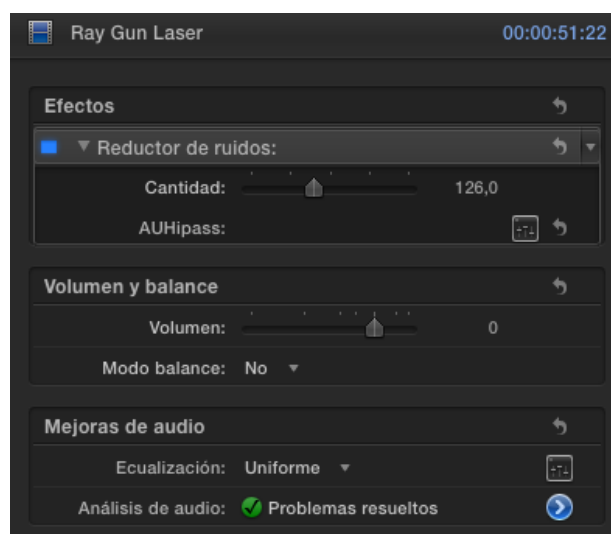 Ray Gun Laser 00:00:51:22
Efectos
Reductor de ruidos:
Cantidad: 126,0
AUHipass:
Volumen y balance
Volumen: 0
Modo balance: No
Mejoras de audio
Ecualización: Uniforme
Análisis de audio: Problemas resueltos